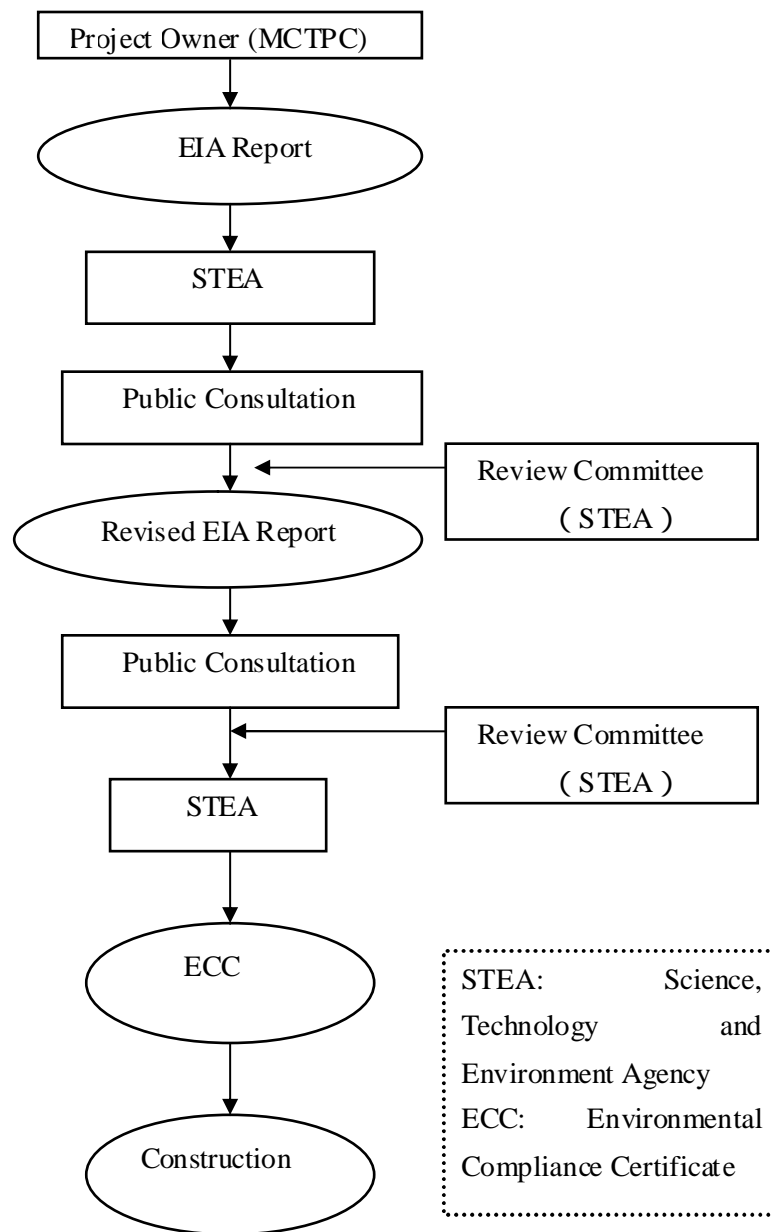 Project Owner (MCTPC)
EIA Report
STEA
Public Consultation
Review Committee
( STEA )
Revised EIA Report
Public Consultation
Review Committee
( STEA )
STEA
ECC
STEA: Science,
Technology and
Environment Agency
ECC: Environmental
Compliance Certificate
Construction